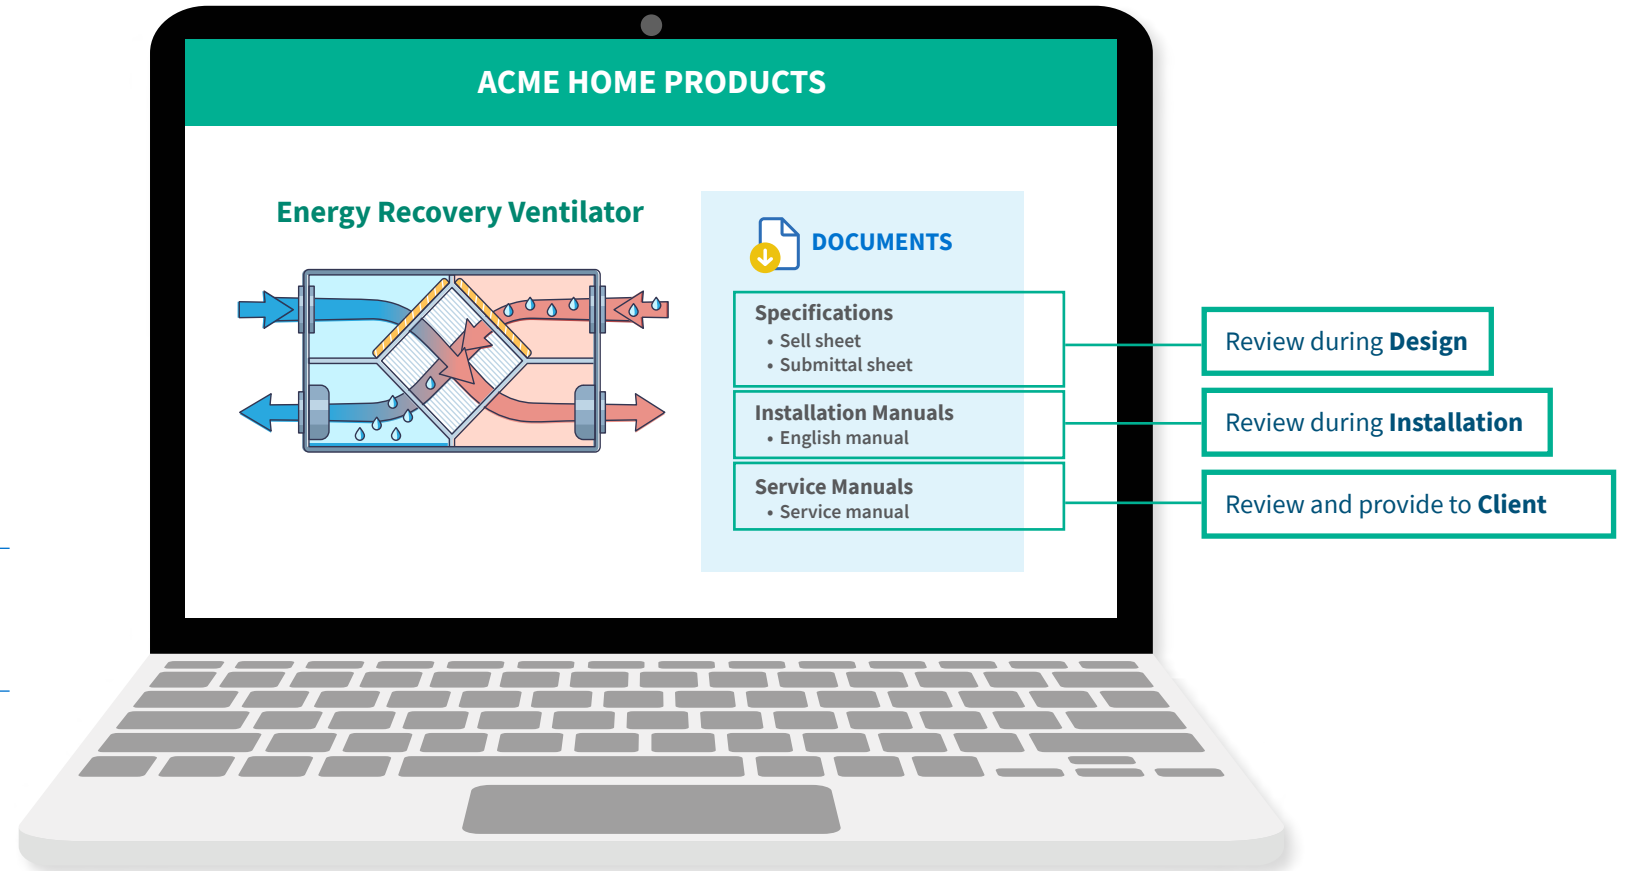 ACME HOME PRODUCTS
Energy Recovery Ventilator
DOCUMENTS
Specifications
• Sell sheet
• Submittal sheet
Installation Manuals
• English manual
Service Manuals
• Service manual
Review during Design
Review during Installation
Review and provide to Client